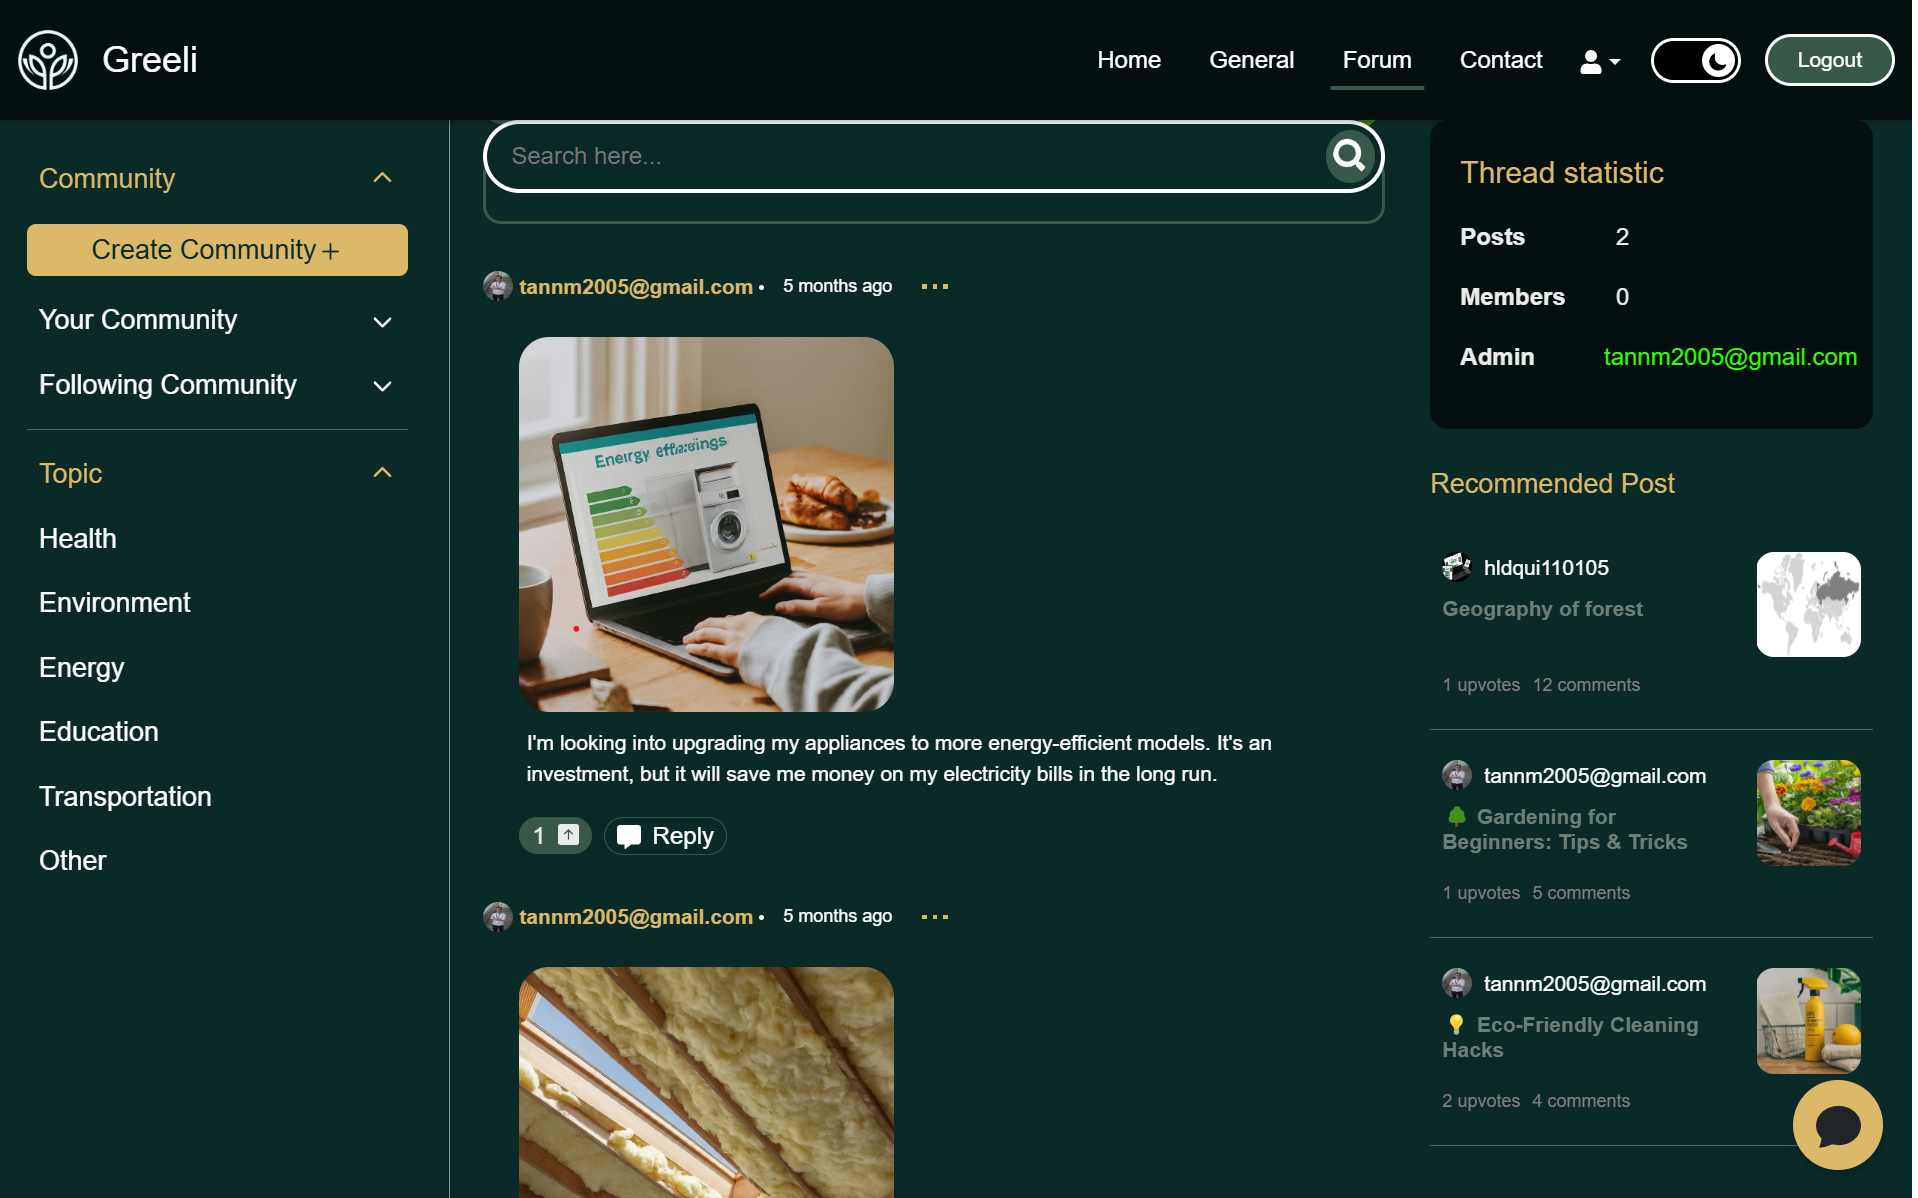 Greeli
Home
General
Forum
Contact
Logout
Community
Create Community+
Your Community
Following Community
Topic
Health
Environment
Energy
Education
Transportation
Other
Search here...
tannm2005@gmail.com • 5 months ago
I'm looking into upgrading my appliances to more energy-efficient models. It's an
investment, but it will save me money on my electricity bills in the long run.
1
Reply
tannm2005@gmail.com • 5 months ago
Thread statistic
Posts 2
Members 0
Admin tannm2005@gmail.com
Recommended Post
hldqui110105
Geography of forest
1 upvotes 12 comments
tannm2005@gmail.com
Gardening for
Beginners: Tips & Tricks
1 upvotes 5 comments
tannm2005@gmail.com
Eco-Friendly Cleaning
Hacks
2 upvotes 4 comments